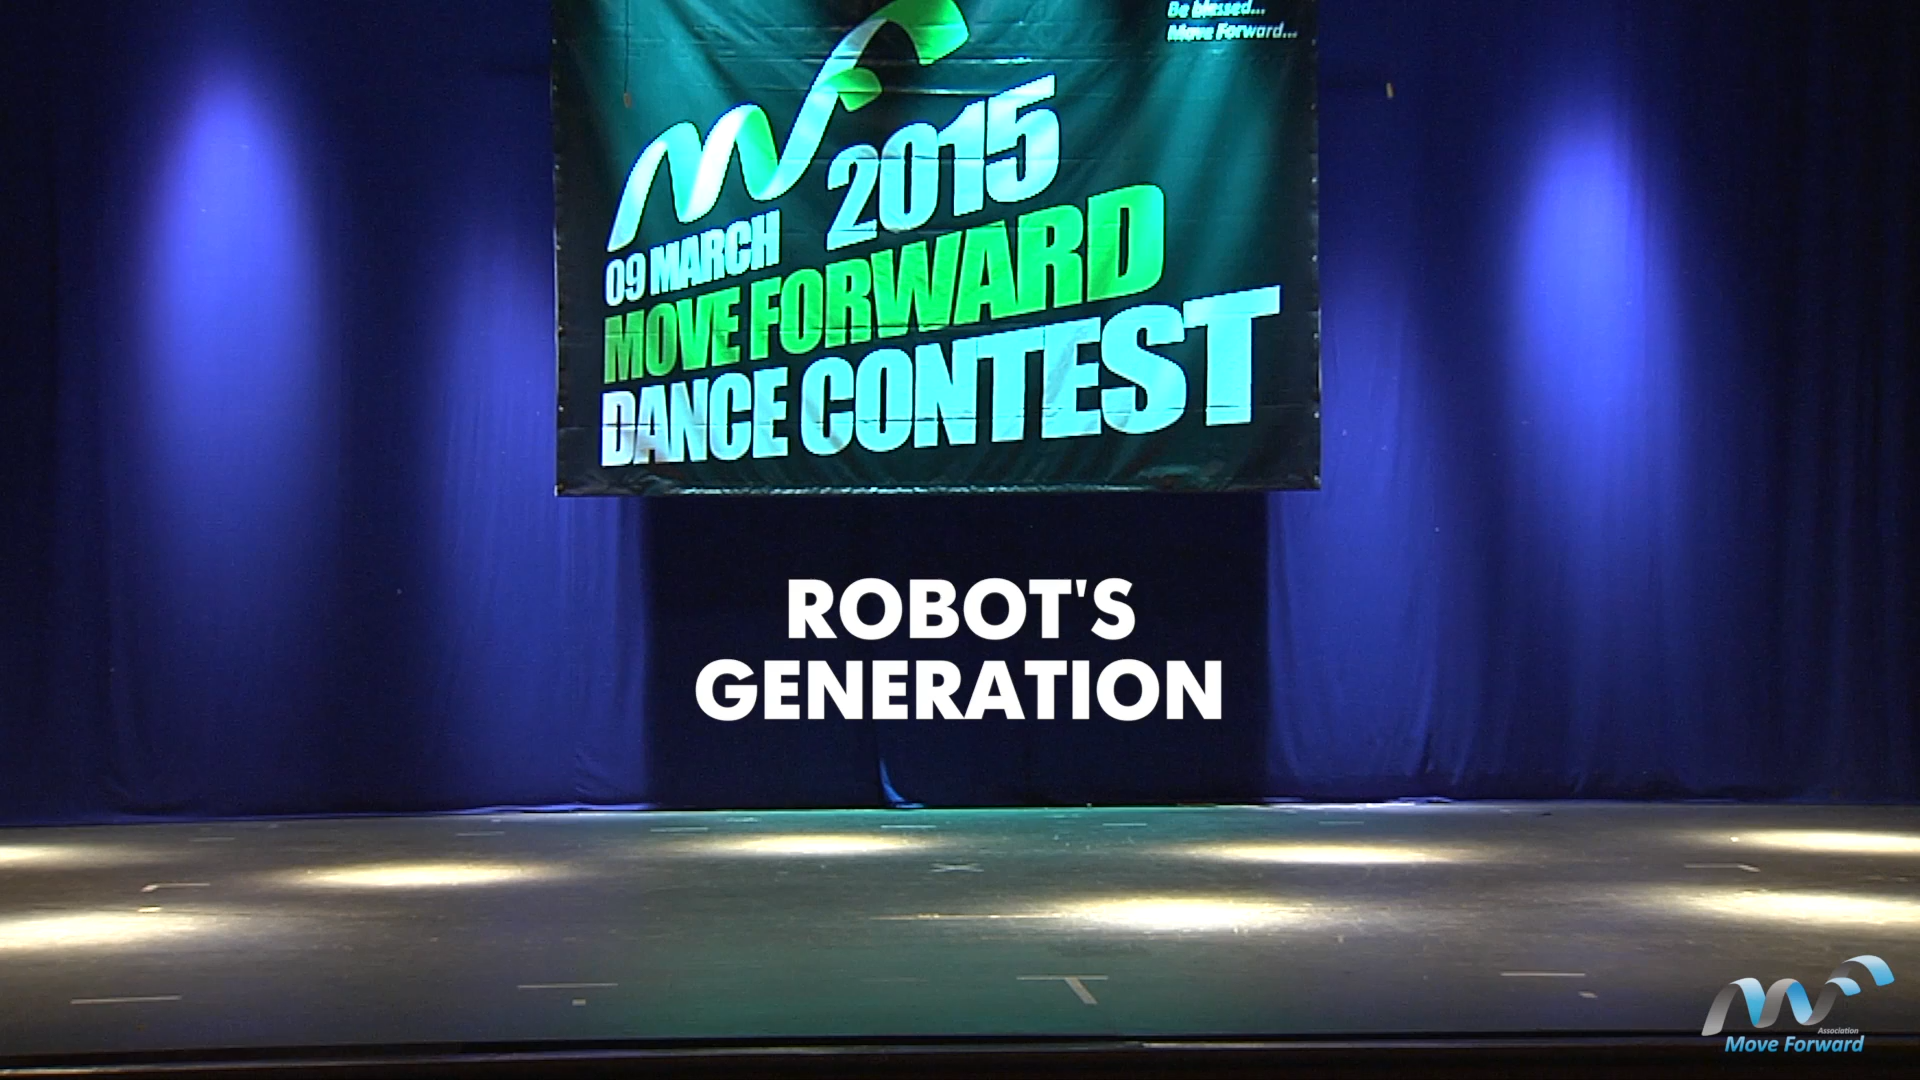 Be blessed...
Move Forward...
2015
09 MARCH
MOVE FORWARD
DANCE CONTEST
ROBOT'S
GENERATION
Association
Move Forward